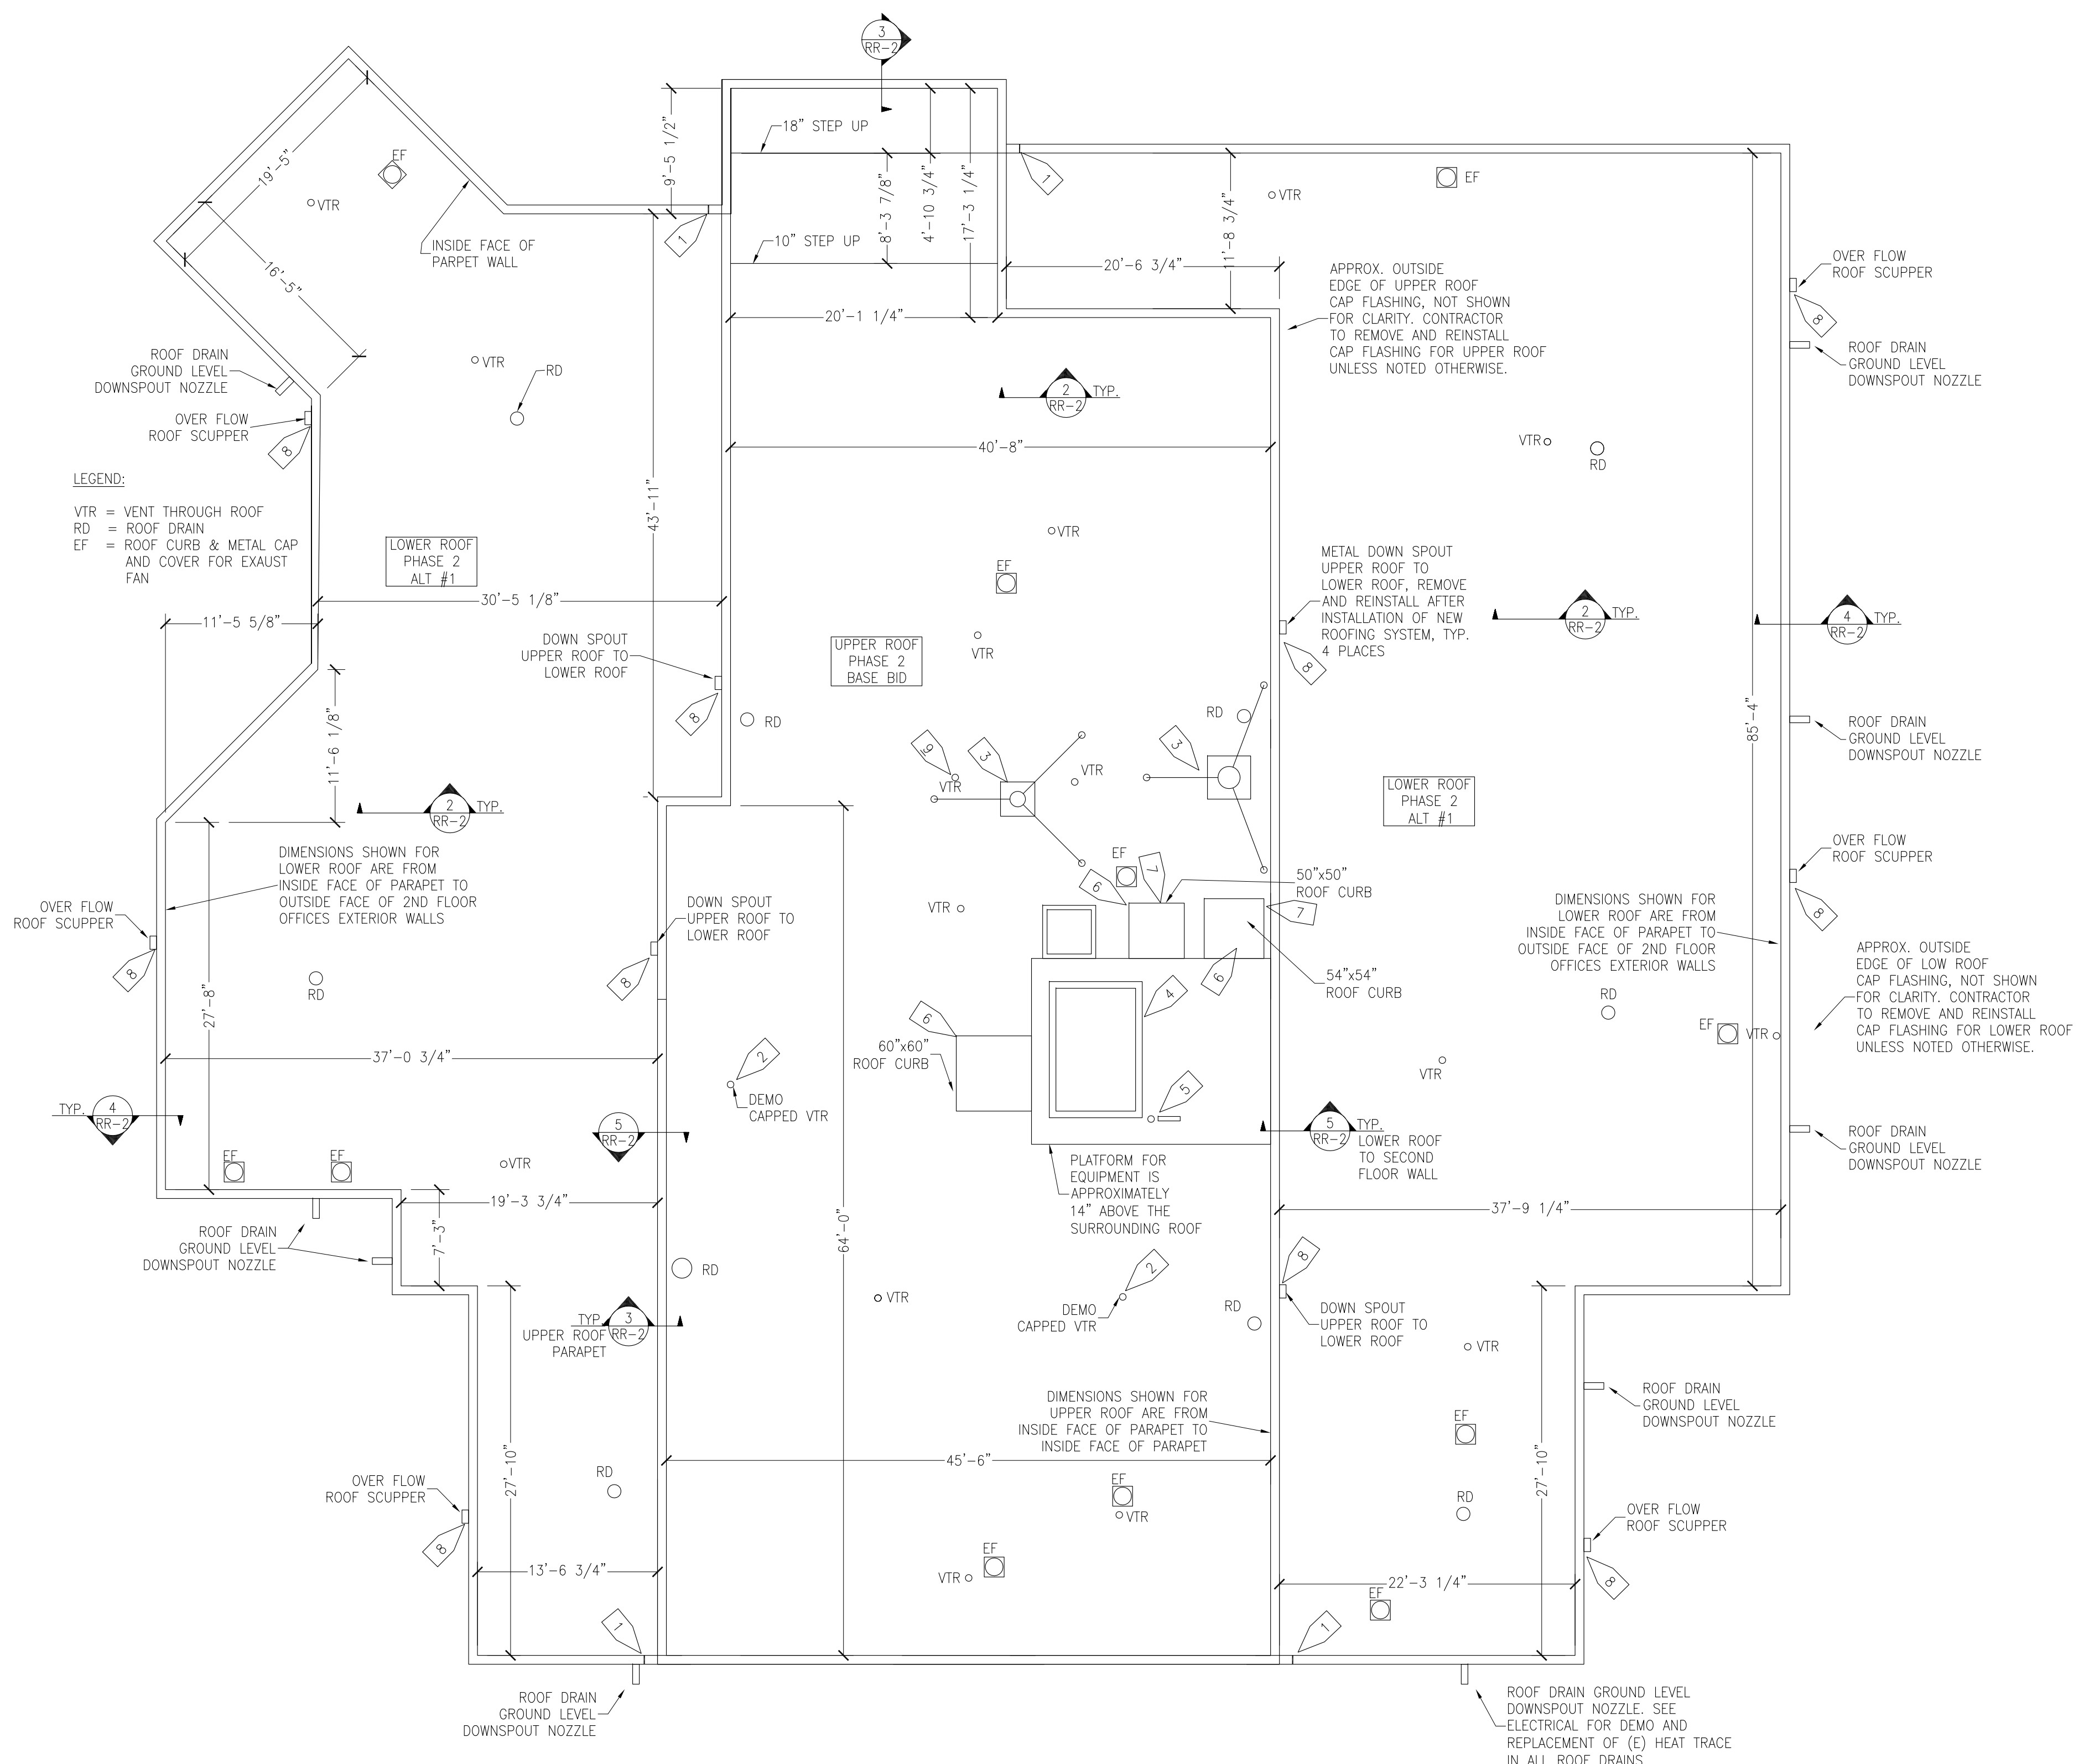 3
RR-2
18" STEP UP
9'-5 1/2"
8'-3 7/8"
4'-10 3/4"
17'-3 1/4"
10" STEP UP
20'-1 1/4"
1
1
EF
VTR
19'-5"
16'-5"
INSIDE FACE OF
PARPET WALL
VTR
RD
ROOF DRAIN
GROUND LEVEL
DOWNSPOUT NOZZLE
OVER FLOW
ROOF SCUPPER
8
LEGEND:
VTR = VENT THROUGH ROOF
RD = ROOF DRAIN
EF = ROOF CURB & METAL CAP
AND COVER FOR EXAUST
FAN
LOWER ROOF
PHASE 2
ALT #1
43'-11"
30'-5 1/8"
11'-5 5/8"
11'-6 1/8"
DOWN SPOUT
UPPER ROOF TO
LOWER ROOF
8
2
RR-2
TYP.
DIMENSIONS SHOWN FOR
LOWER ROOF ARE FROM
INSIDE FACE OF PARAPET TO
OUTSIDE FACE OF 2ND FLOOR
OFFICES EXTERIOR WALLS
OVER FLOW
ROOF SCUPPER
8
27'-8"
RD
37'-0 3/4"
TYP.
4
RR-2
EF
EF
VTR
5
RR-2
19'-3 3/4"
7'-3"
ROOF DRAIN
GROUND LEVEL
DOWNSPOUT NOZZLE
TYP.
3
RR-2
UPPER ROOF
PARAPET
27'-10"
OVER FLOW
ROOF SCUPPER
8
RD
13'-6 3/4"
1
ROOF DRAIN
GROUND LEVEL
DOWNSPOUT NOZZLE
2
RR-2
TYP.
40'-8"
VTR
EF
VTR
UPPER ROOF
PHASE 2
BASE BID
RD
RD
9
VTR
3
VTR
3
EF
6
7
50"x50"
ROOF CURB
7
VTR
DOWN SPOUT
UPPER ROOF TO
LOWER ROOF
8
54"x54"
ROOF CURB
6
4
6
60"x60"
ROOF CURB
5
2
DEMO
CAPPED VTR
PLATFORM FOR
EQUIPMENT IS
APPROXIMATELY
14" ABOVE THE
SURROUNDING ROOF
64'-0"
RD
VTR
2
DEMO
CAPPED VTR
RD
DIMENSIONS SHOWN FOR
UPPER ROOF ARE FROM
INSIDE FACE OF PARAPET TO
INSIDE FACE OF PARAPET
45'-6"
EF
VTR
EF
VTR
EF
VTR
11'-8 3/4"
20'-6 3/4"
APPROX. OUTSIDE
EDGE OF UPPER ROOF
CAP FLASHING, NOT SHOWN
FOR CLARITY. CONTRACTOR
TO REMOVE AND REINSTALL
CAP FLASHING FOR UPPER ROOF
UNLESS NOTED OTHERWISE.
OVER FLOW
ROOF SCUPPER
8
ROOF DRAIN
GROUND LEVEL
DOWNSPOUT NOZZLE
VTR
RD
METAL DOWN SPOUT
UPPER ROOF TO
LOWER ROOF, REMOVE
AND REINSTALL AFTER
INSTALLATION OF NEW
ROOFING SYSTEM, TYP.
4 PLACES
8
2
RR-2
TYP.
4
RR-2
TYP.
85'-4"
ROOF DRAIN
GROUND LEVEL
DOWNSPOUT NOZZLE
LOWER ROOF
PHASE 2
ALT #1
OVER FLOW
ROOF SCUPPER
8
DIMENSIONS SHOWN FOR
LOWER ROOF ARE FROM
INSIDE FACE OF PARAPET TO
OUTSIDE FACE OF 2ND FLOOR
OFFICES EXTERIOR WALLS
APPROX. OUTSIDE
EDGE OF LOW ROOF
CAP FLASHING, NOT SHOWN
FOR CLARITY. CONTRACTOR
TO REMOVE AND REINSTALL
CAP FLASHING FOR LOWER ROOF
UNLESS NOTED OTHERWISE.
RD
EF
VTR
VTR
5
RR-2
TYP.
LOWER ROOF
TO SECOND
FLOOR WALL
ROOF DRAIN
GROUND LEVEL
DOWNSPOUT NOZZLE
37'-9 1/4"
8
DOWN SPOUT
UPPER ROOF TO
LOWER ROOF
VTR
ROOF DRAIN
GROUND LEVEL
DOWNSPOUT NOZZLE
EF
27'-10"
RD
OVER FLOW
ROOF SCUPPER
8
22'-3 1/4"
EF
1
ROOF DRAIN GROUND LEVEL
DOWNSPOUT NOZZLE. SEE
ELECTRICAL FOR DEMO AND
REPLACEMENT OF (E) HEAT TRACE
IN ALL ROOF DRAINS